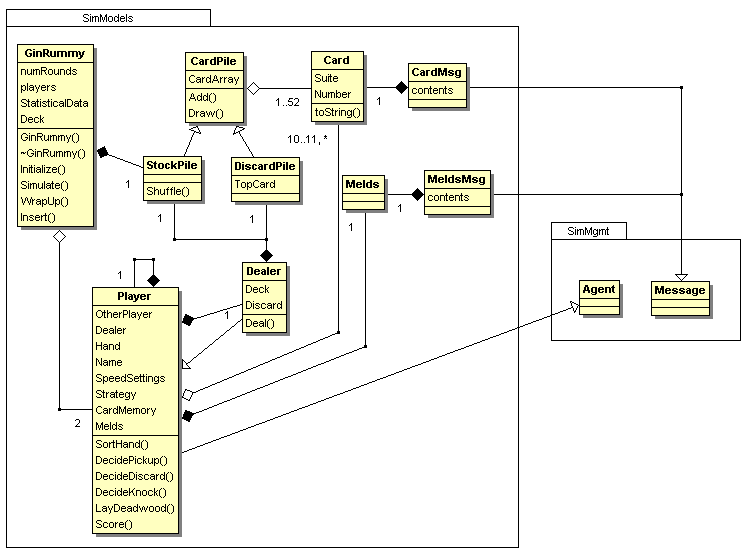 SimModels
GinRummy
numRounds
players
StatisticalData
Deck
GinRummy()
~GinRummy()
Initialize()
Simulate()
WrapUp()
Insert()
CardPile
CardArray
Add()
Draw()
1..52
Card
Suite
Number
toString()
1
CardMsg
contents
10..11, *
1
StockPile
Shuffle()
1
DiscardPile
TopCard
1
Melds
1
1
MeldsMsg
contents
SimMgmt
Agent
Message
Dealer
Deck
Discard
Deal()
1
1
Player
OtherPlayer
Dealer
Hand
Name
SpeedSettings
Strategy
CardMemory
Melds
SortHand()
DecidePickup()
DecideDiscard()
DecideKnock()
LayDeadwood()
Score()
2